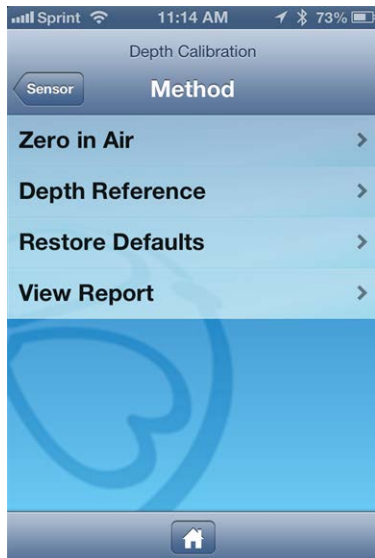 Sprint 11:14 AM 73%
Depth Calibration
Sensor Method
Zero in Air
Depth Reference
Restore Defaults
View Report